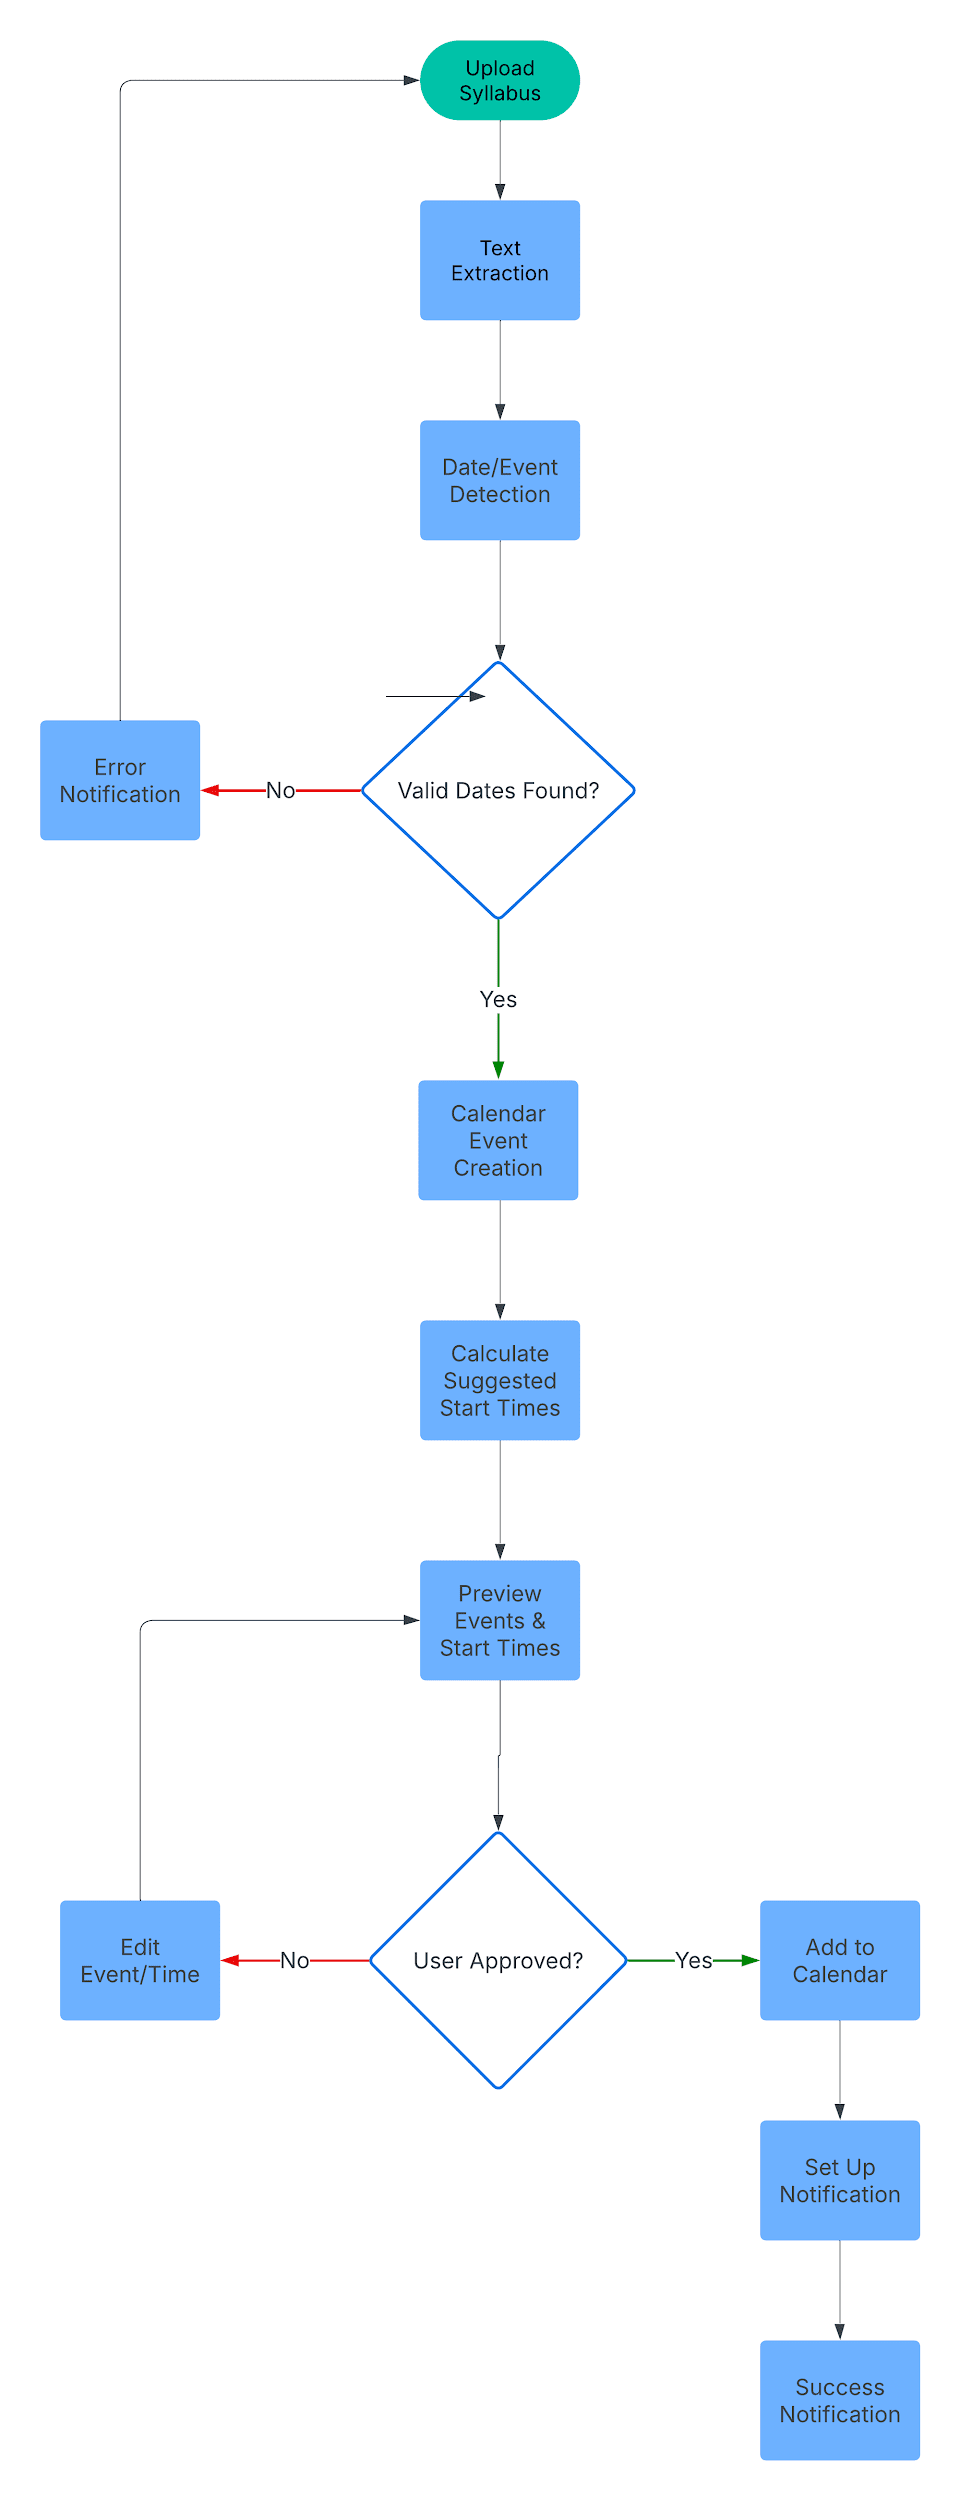 Upload
Syllabus
Text
Extraction
Date/Event
Detection
Valid Dates Found?
No
Error
Notification
Yes
Calendar
Event
Creation
Calculate
Suggested
Start Times
Preview
Events &
Start Times
User Approved?
No
Edit
Event/Time
Yes
Add to
Calendar
Set Up
Notification
Success
Notification